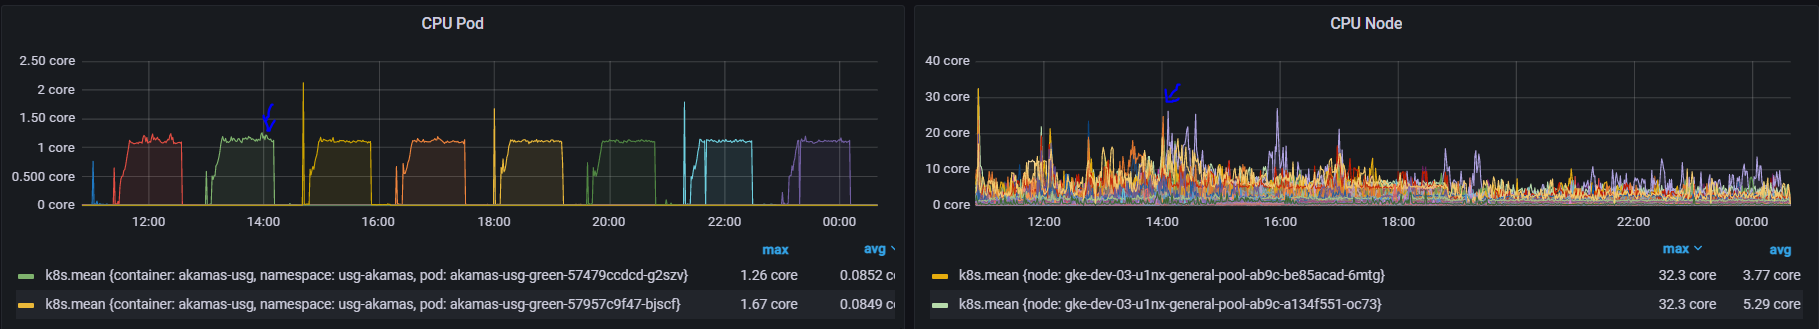 CPU Pod
2.50 core
2 core
1.50 core
1 core
0.500 core
0 core
12:00 14:00 16:00 18:00 20:00 22:00 00:00
max avg
k8s.mean {container: akamas-usg, namespace: usg-akamas, pod: akamas-usg-green-57479ccdcd-g2szv} 1.26 core 0.0852 c
k8s.mean {container: akamas-usg, namespace: usg-akamas, pod: akamas-usg-green-57957c9f47-bjscf} 1.67 core 0.0849 c
CPU Node
40 core
30 core
20 core
10 core
0 core
12:00 14:00 16:00 18:00 20:00 22:00 00:00
max avg
k8s.mean {node: gke-dev-03-u1nx-general-pool-ab9c-be85acad-6mtg} 32.3 core 3.77 core
k8s.mean {node: gke-dev-03-u1nx-general-pool-ab9c-a134f551-oc73} 32.3 core 5.29 core